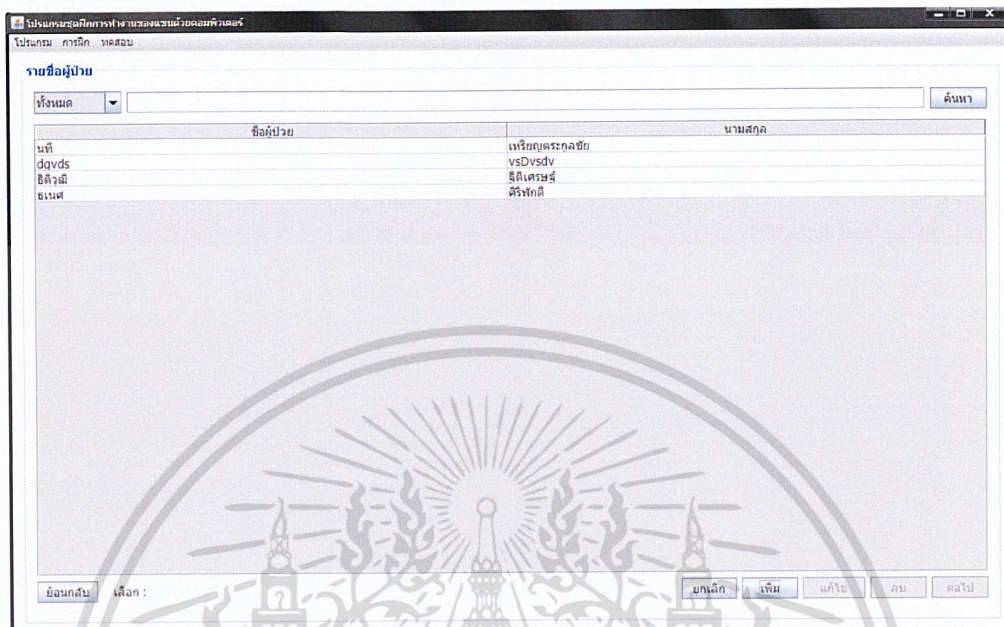 โปรแกรมชุดฝึกการทำงานของแขนด้วยคอมพิวเตอร์
โปรแกรม การฝึก ทดสอบ
รายชื่อผู้ป่วย
ทั้งหมด ค้นหา
ชื่อผู้ป่วย นามสกุล
นที เหรียญตระกูลชัย
dgvds vsDvsdv
ธิติวุฒิ ฐิติเศรษฐ์
ธเนศ ศิริพักดิ์
ย้อนกลับ เลือก : ยกเลิก เพิ่ม แก้ไข ลบ ต่อไป